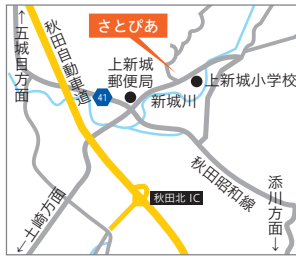 さとぴあ
←五城目方面
秋田自動車道
上新城
郵便局
上新城小学校
41
新城川
秋田昭和線
添川方面→
秋田北 IC
←土崎方面